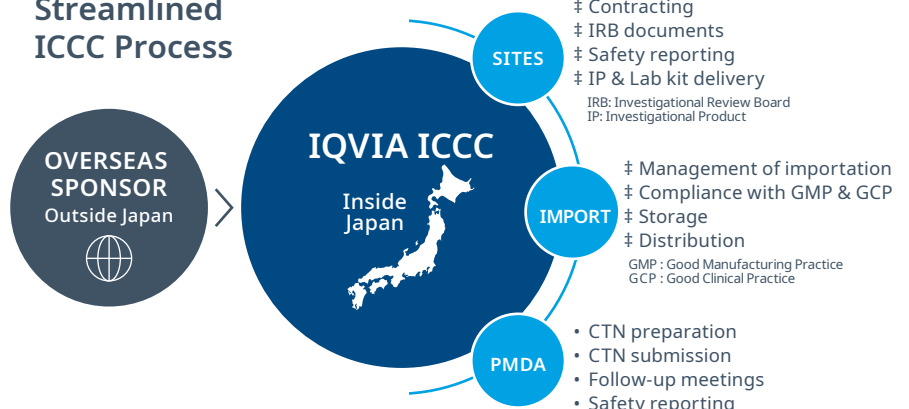 Streamlined
ICCC Process
OVERSEAS
SPONSOR
Outside Japan
IQVIA ICCC
Inside
Japan
SITES
‡ Contracting
‡ IRB documents
‡ Safety reporting
‡ IP & Lab kit delivery
IRB: Investigational Review Board
IP: Investigational Product
IMPORT
‡ Management of importation
‡ Compliance with GMP & GCP
‡ Storage
‡ Distribution
GMP : Good Manufacturing Practice
GCP : Good Clinical Practice
PMDA
• CTN preparation
• CTN submission
• Follow-up meetings
• Safety reporting